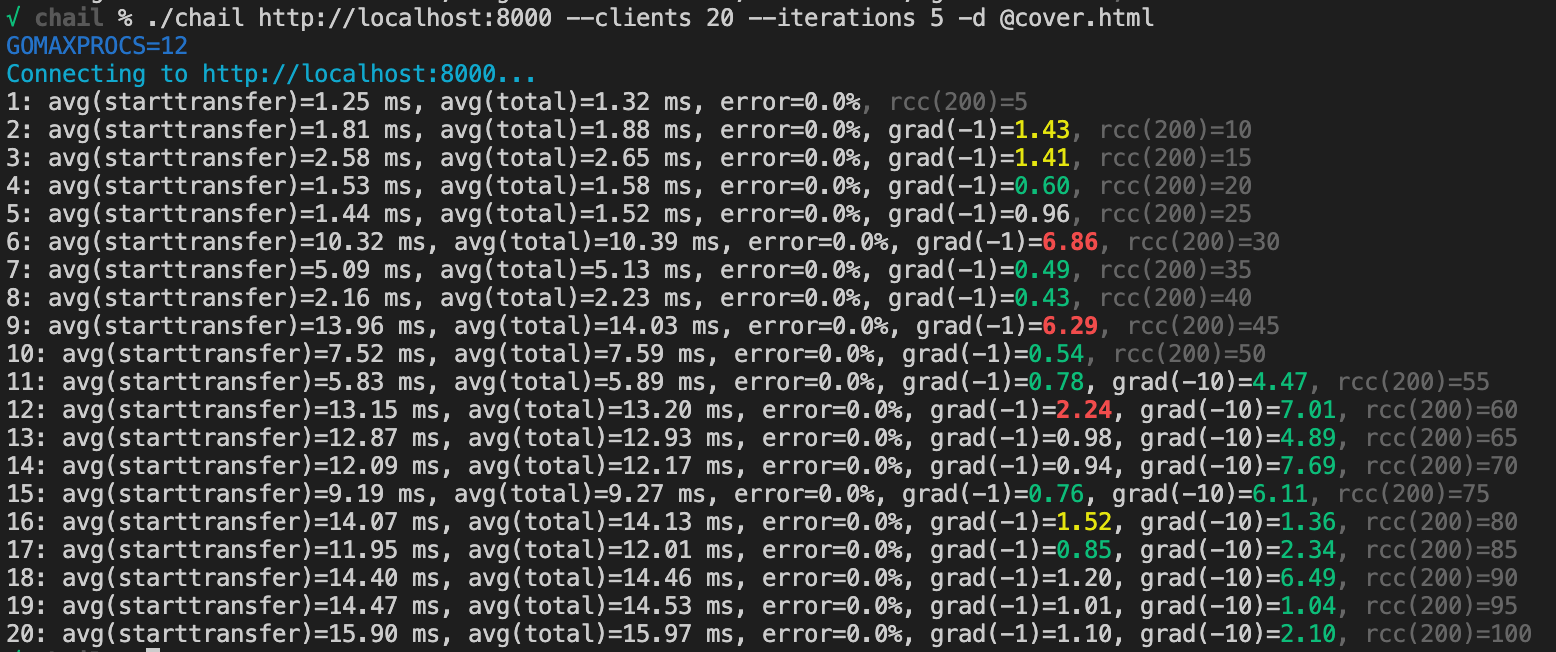 √ chail % ./chail http://localhost:8000 --clients 20 --iterations 5 -d @cover.html
GOMAXPROCS=12
Connecting to http://localhost:8000...
1: avg(starttransfer)=1.25 ms, avg(total)=1.32 ms, error=0.0%, rcc(200)=5
2: avg(starttransfer)=1.81 ms, avg(total)=1.88 ms, error=0.0%, grad(-1)=1.43, rcc(200)=10
3: avg(starttransfer)=2.58 ms, avg(total)=2.65 ms, error=0.0%, grad(-1)=1.41, rcc(200)=15
4: avg(starttransfer)=1.53 ms, avg(total)=1.58 ms, error=0.0%, grad(-1)=0.60, rcc(200)=20
5: avg(starttransfer)=1.44 ms, avg(total)=1.52 ms, error=0.0%, grad(-1)=0.96, rcc(200)=25
6: avg(starttransfer)=10.32 ms, avg(total)=10.39 ms, error=0.0%, grad(-1)=6.86, rcc(200)=30
7: avg(starttransfer)=5.09 ms, avg(total)=5.13 ms, error=0.0%, grad(-1)=0.49, rcc(200)=35
8: avg(starttransfer)=2.16 ms, avg(total)=2.23 ms, error=0.0%, grad(-1)=0.43, rcc(200)=40
9: avg(starttransfer)=13.96 ms, avg(total)=14.03 ms, error=0.0%, grad(-1)=6.29, rcc(200)=45
10: avg(starttransfer)=7.52 ms, avg(total)=7.59 ms, error=0.0%, grad(-1)=0.54, rcc(200)=50
11: avg(starttransfer)=5.83 ms, avg(total)=5.89 ms, error=0.0%, grad(-1)=0.78, grad(-10)=4.47, rcc(200)=55
12: avg(starttransfer)=13.15 ms, avg(total)=13.20 ms, error=0.0%, grad(-1)=2.24, grad(-10)=7.01, rcc(200)=60
13: avg(starttransfer)=12.87 ms, avg(total)=12.93 ms, error=0.0%, grad(-1)=0.98, grad(-10)=4.89, rcc(200)=65
14: avg(starttransfer)=12.09 ms, avg(total)=12.17 ms, error=0.0%, grad(-1)=0.94, grad(-10)=7.69, rcc(200)=70
15: avg(starttransfer)=9.19 ms, avg(total)=9.27 ms, error=0.0%, grad(-1)=0.76, grad(-10)=6.11, rcc(200)=75
16: avg(starttransfer)=14.07 ms, avg(total)=14.13 ms, error=0.0%, grad(-1)=1.52, grad(-10)=1.36, rcc(200)=80
17: avg(starttransfer)=11.95 ms, avg(total)=12.01 ms, error=0.0%, grad(-1)=0.85, grad(-10)=2.34, rcc(200)=85
18: avg(starttransfer)=14.40 ms, avg(total)=14.46 ms, error=0.0%, grad(-1)=1.20, grad(-10)=6.49, rcc(200)=90
19: avg(starttransfer)=14.47 ms, avg(total)=14.53 ms, error=0.0%, grad(-1)=1.01, grad(-10)=1.04, rcc(200)=95
20: avg(starttransfer)=15.90 ms, avg(total)=15.97 ms, error=0.0%, grad(-1)=1.10, grad(-10)=2.10, rcc(200)=100